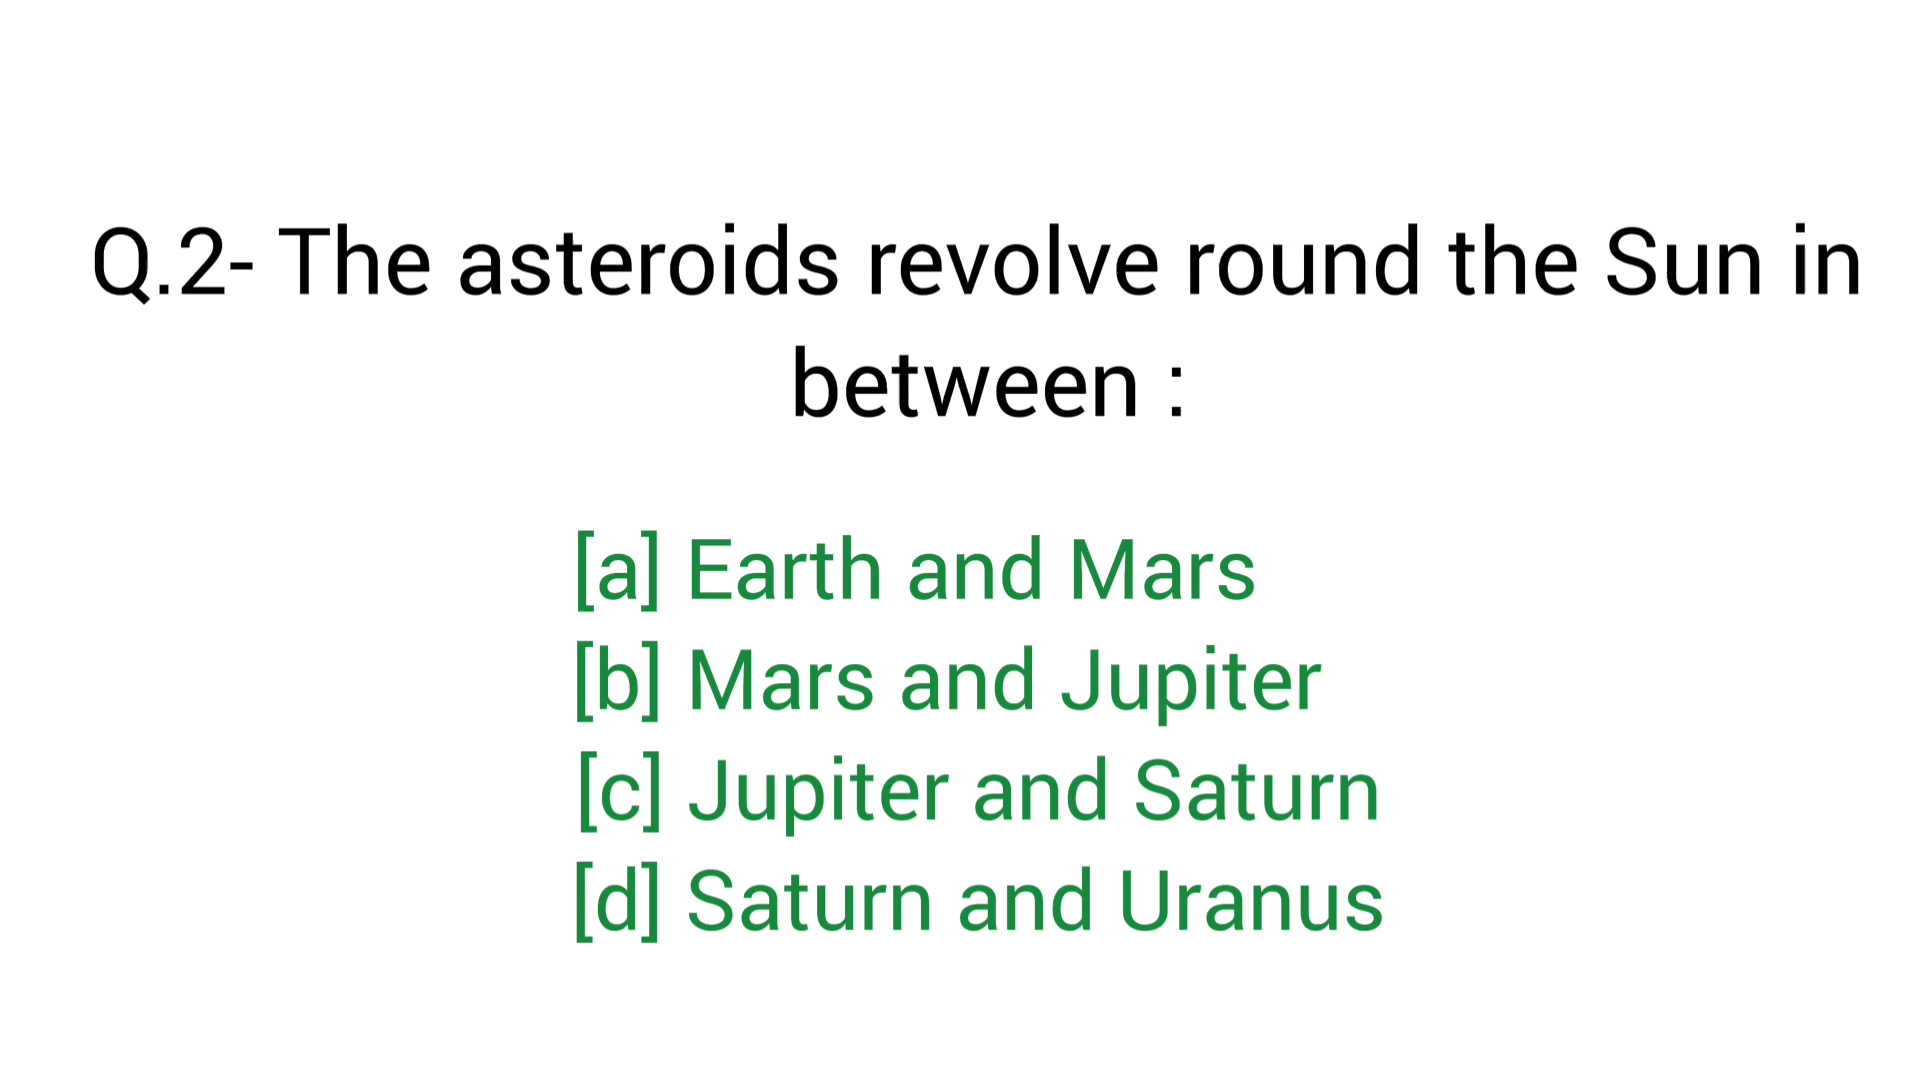 Q.2- The asteroids revolve round the Sun in
between :
[a] Earth and Mars
[b] Mars and Jupiter
[c] Jupiter and Saturn
[d] Saturn and Uranus